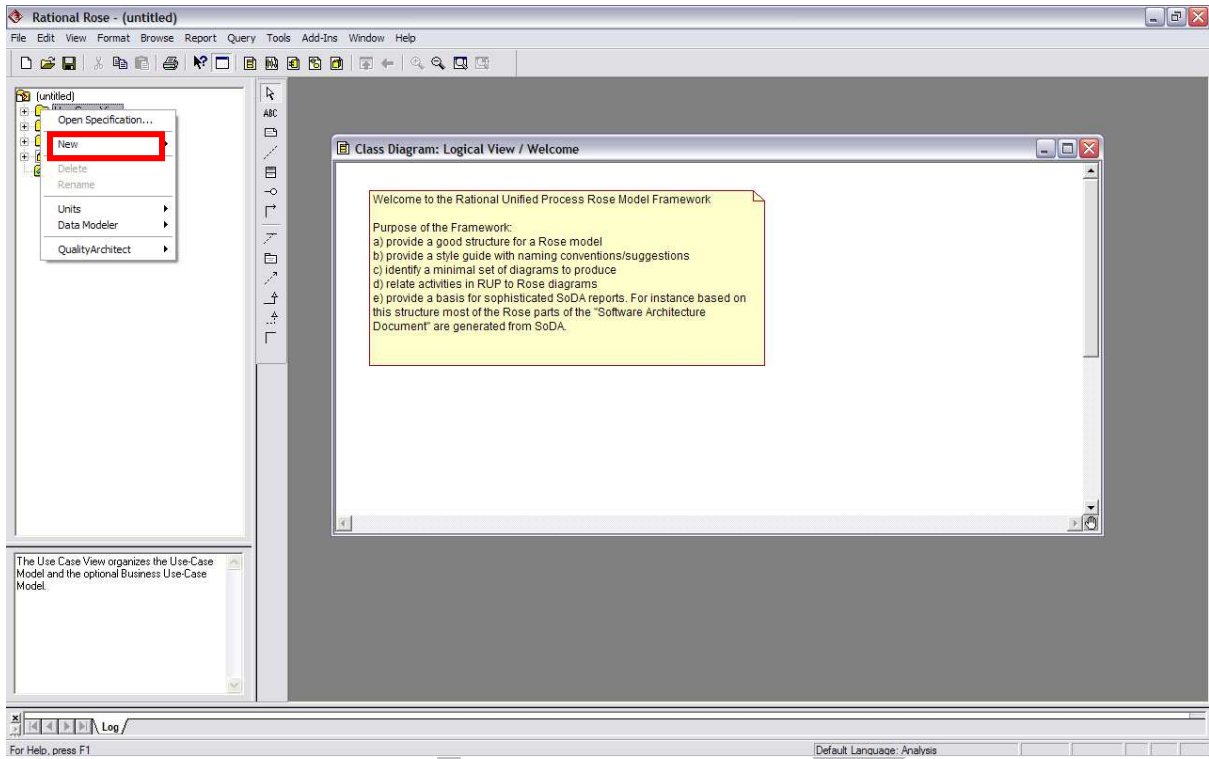 Rational Rose - (untitled)
File Edit View Format Browse Report Query Tools Add-Ins Window Help
(untitled)
ABC
Open Specification...
New
Delete
Rename
Units
Data Modeler
QualityArchitect
Class Diagram: Logical View / Welcome
Welcome to the Rational Unified Process Rose Model Framework
Purpose of the Framework:
a) provide a good structure for a Rose model
b) provide a style guide with naming conventions/suggestions
c) identify a minimal set of diagrams to produce
d) relate activities in RUP to Rose diagrams
e) provide a basis for sophisticated SoDA reports. For instance based on
this structure most of the Rose parts of the "Software Architecture
Document" are generated from SoDA.
The Use Case View organizes the Use-Case
Model and the optional Business Use-Case
Model.
Log
For Help, press F1
Default Language: Analysis